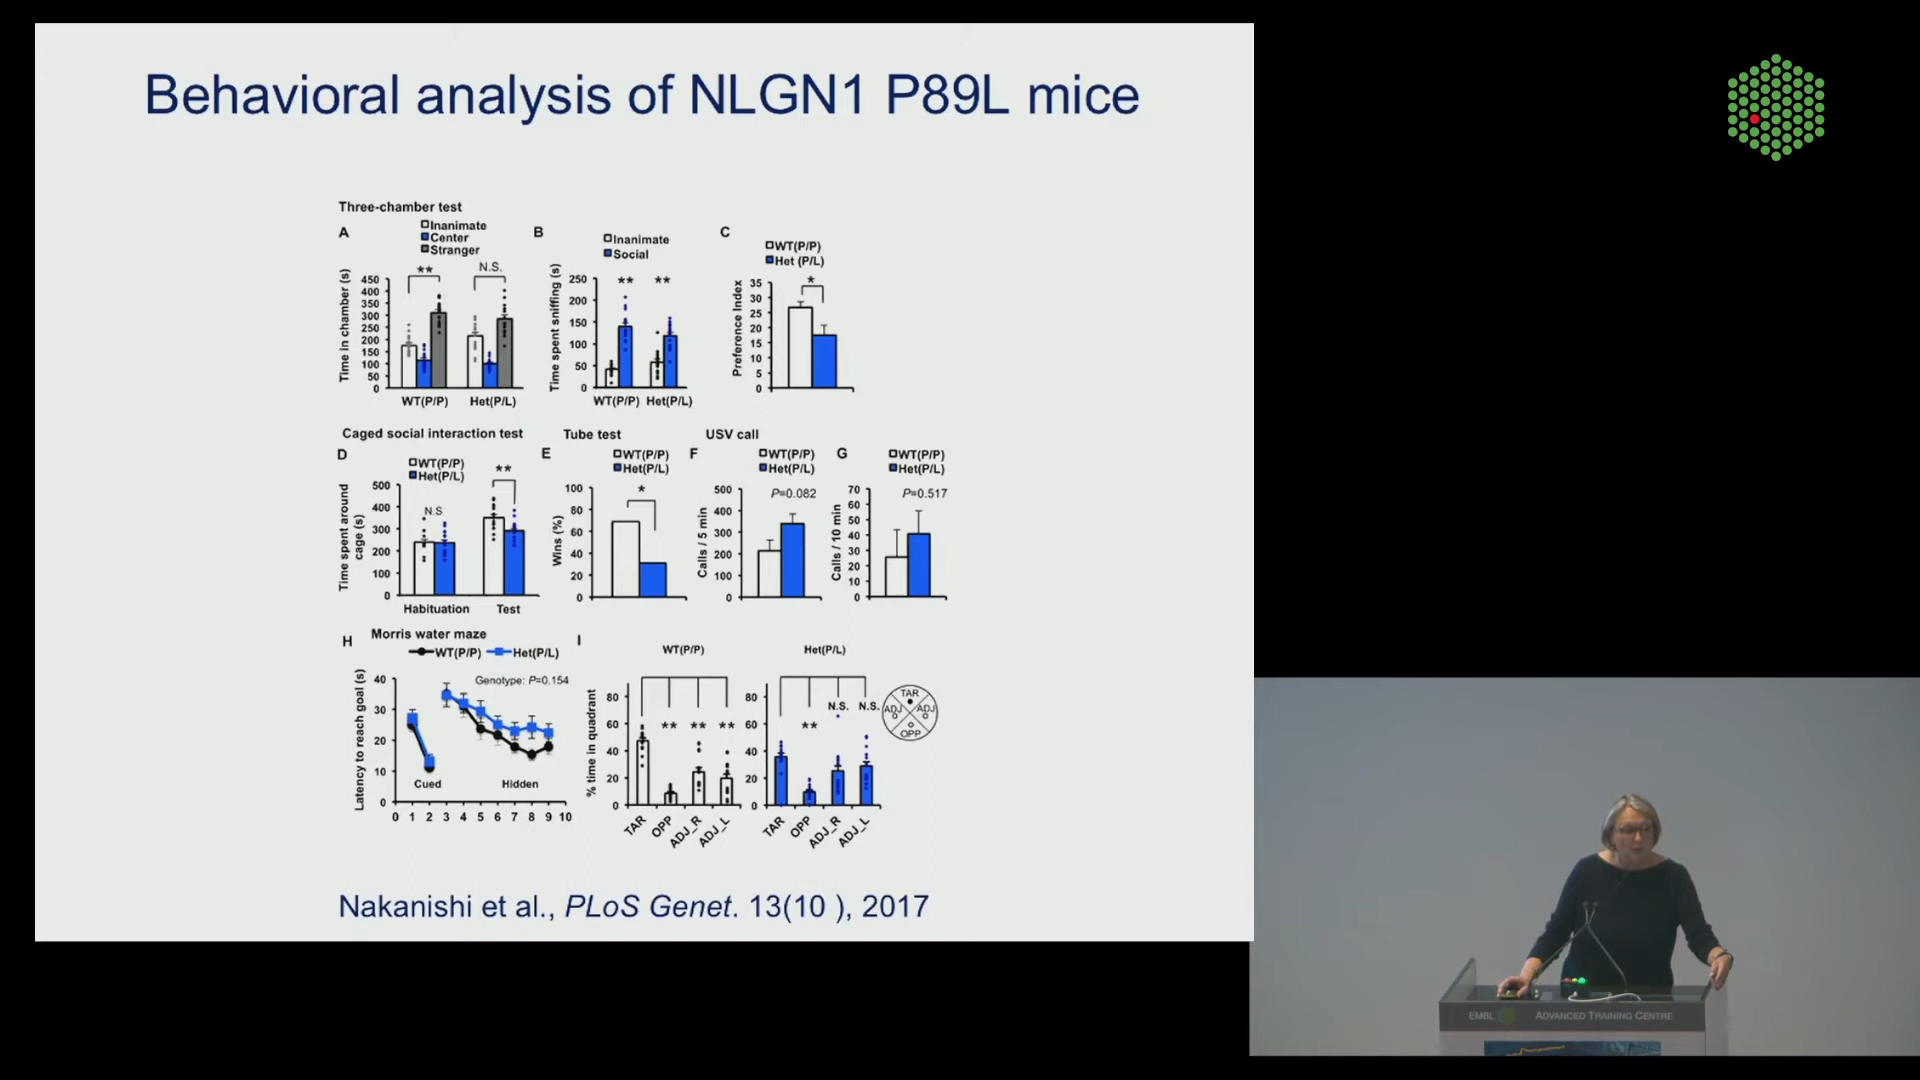 Behavioral analysis of NLGN1 P89L mice
Three-chamber test
A
Inanimate
Center
Stranger
**
N.S.
Time in chamber (s)
450
400
350
300
250
200
150
100
50
0
WT(P/P)
Het(P/L)
B
Inanimate
Social
**
**
Time spent sniffing (s)
250
200
150
100
50
0
WT(P/P)
Het(P/L)
C
WT(P/P)
Het (P/L)
*
Preference Index
35
30
25
20
15
10
5
0
Caged social interaction test
D
WT(P/P)
Het(P/L)
**
N.S
Time spent around
cage (s)
500
400
300
200
100
0
Habituation
Test
Tube test
E
WT(P/P)
Het(P/L)
*
Wins (%)
100
80
60
40
20
0
USV call
F
WT(P/P)
Het(P/L)
P=0.082
Calls / 5 min
500
400
300
200
100
0
G
WT(P/P)
Het(P/L)
P=0.517
Calls / 10 min
70
60
50
40
30
20
10
0
H
Morris water maze
WT(P/P)
Het(P/L)
Genotype: P=0.154
Latency to reach goal (s)
40
30
20
10
0
Cued
Hidden
0 1 2 3 4 5 6 7 8 9 10
I
WT(P/P)
% time in quadrant
80
60
40
20
0
** ** **
TAR
OPP
ADJ_R
ADJ_L
Het(P/L)
80
60
40
20
0
** N.S. N.S.
TAR
OPP
ADJ_R
ADJ_L
TAR
ADJ
ADJ
OPP
Nakanishi et al., PLoS Genet. 13(10 ), 2017
EMBL ADVANCED TRAINING CENTRE